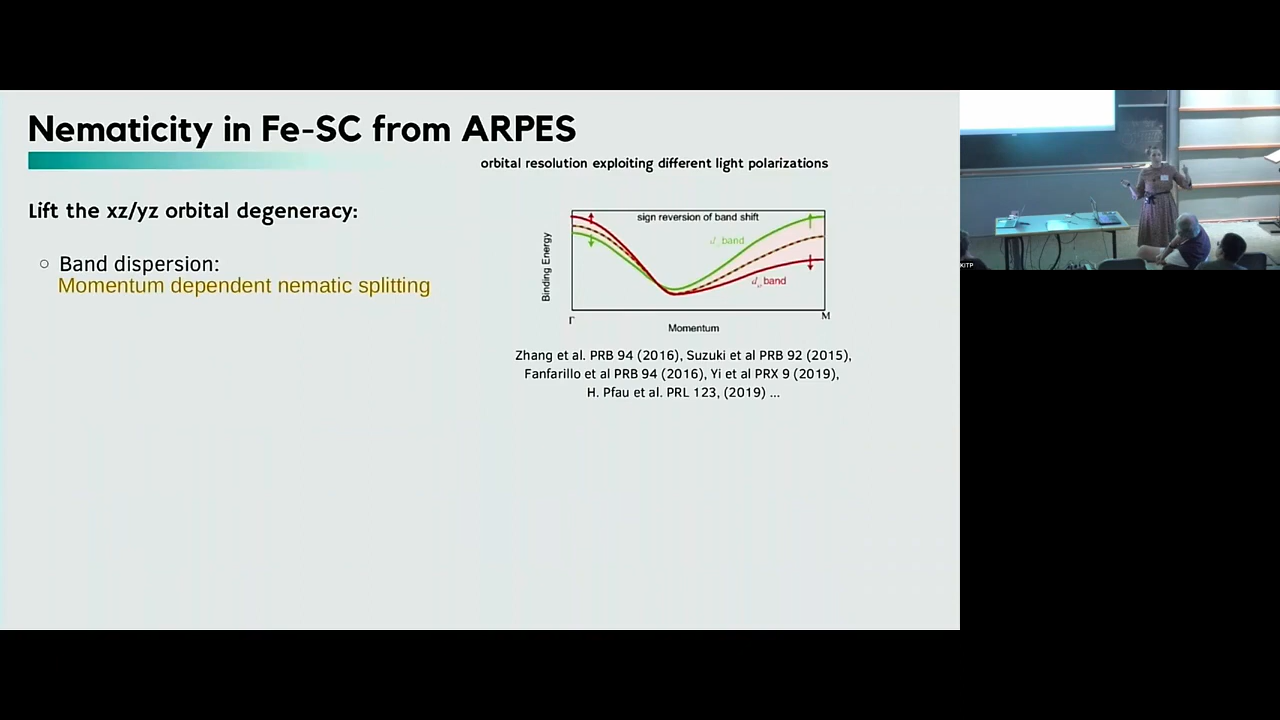 Nematicity in Fe-SC from ARPES
orbital resolution exploiting different light polarizations
Lift the xz/yz orbital degeneracy:
○ Band dispersion:
Momentum dependent nematic splitting
sign reversion of band shift
band
band
Binding Energy
Γ
M
Momentum
Zhang et al. PRB 94 (2016), Suzuki et al PRB 92 (2015),
Fanfarillo et al PRB 94 (2016), Yi et al PRX 9 (2019),
H. Pfau et al. PRL 123, (2019) ...
KITP